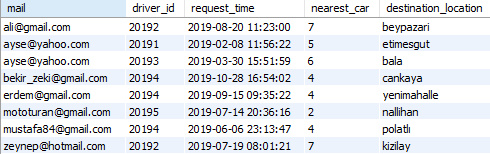 mail driver_id request_time nearest_car destination_location
ali@gmail.com 20192 2019-08-20 11:23:00 7 beypazari
ayse@yahoo.com 20191 2019-02-08 11:56:22 5 etimesgut
ayse@yahoo.com 20193 2019-03-30 15:51:59 6 bala
bekir_zeki@gmail.com 20194 2019-10-28 16:54:02 4 cankaya
erdem@gmail.com 20194 2019-09-15 09:35:22 4 yenimahalle
mototuran@gmail.com 20195 2019-07-14 20:36:16 2 nallihan
mustafa84@gmail.com 20194 2019-06-06 23:13:47 4 polatlı
zeynep@hotmail.com 20192 2019-07-19 08:01:21 7 kizilay